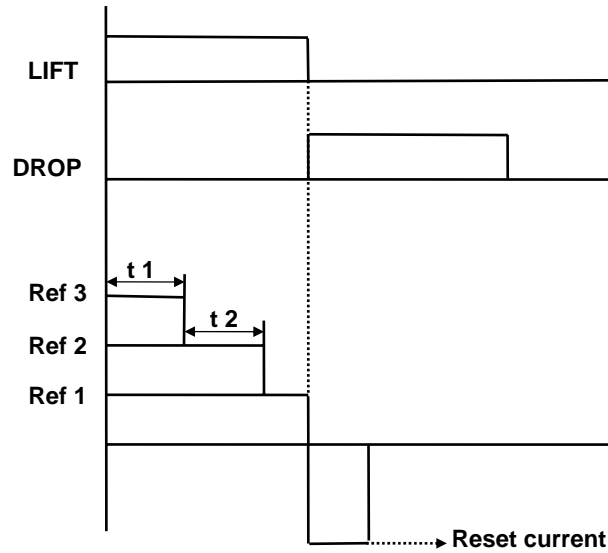 LIFT
DROP
t 1
Ref 3
t 2
Ref 2
Ref 1
Reset current